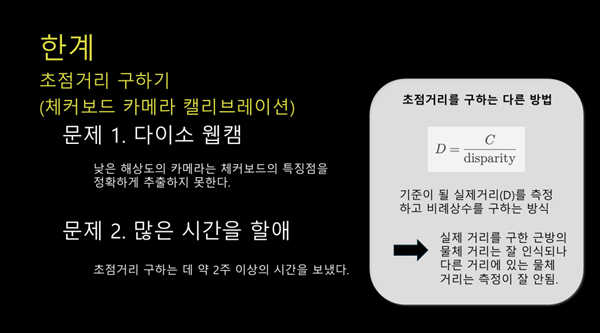 한계
초점거리 구하기
(체커보드 카메라 캘리브레이션)
문제 1. 다이소 웹캠
낮은 해상도의 카메라는 체커보드의 특징점을
정확하게 추출하지 못한다.
문제 2. 많은 시간을 할애
초점거리 구하는 데 약 2주 이상의 시간을 보냈다.
초점거리를 구하는 다른 방법
D = C / disparity
기준이 될 실제거리(D)를 측정
하고 비례상수를 구하는 방식
실제 거리를 구한 근방의
물체 거리는 잘 인식되나
다른 거리에 있는 물체
거리는 측정이 잘 안됨.